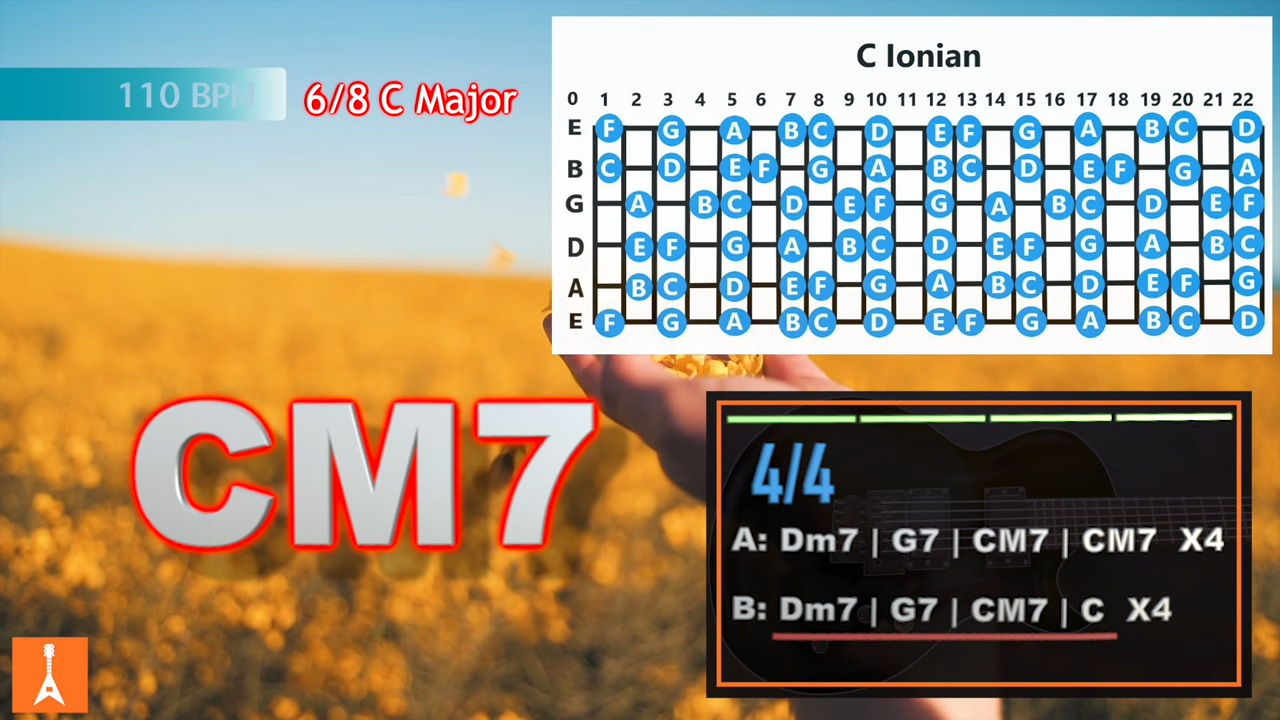 110 BPM
6/8 C Major
C Ionian
0 1 2 3 4 5 6 7 8 9 10 11 12 13 14 15 16 17 18 19 20 21 22
E F G A B C D E F G A B C D
B C D E F G A B C D E F G A
G A B C D E F G A B C D E F
D E F G A B C D E F G A B C
A B C D E F G A B C D E F G
E F G A B C D E F G A B C D
CM7
4/4
A: Dm7 | G7 | CM7 | CM7 X4
B: Dm7 | G7 | CM7 | C X4